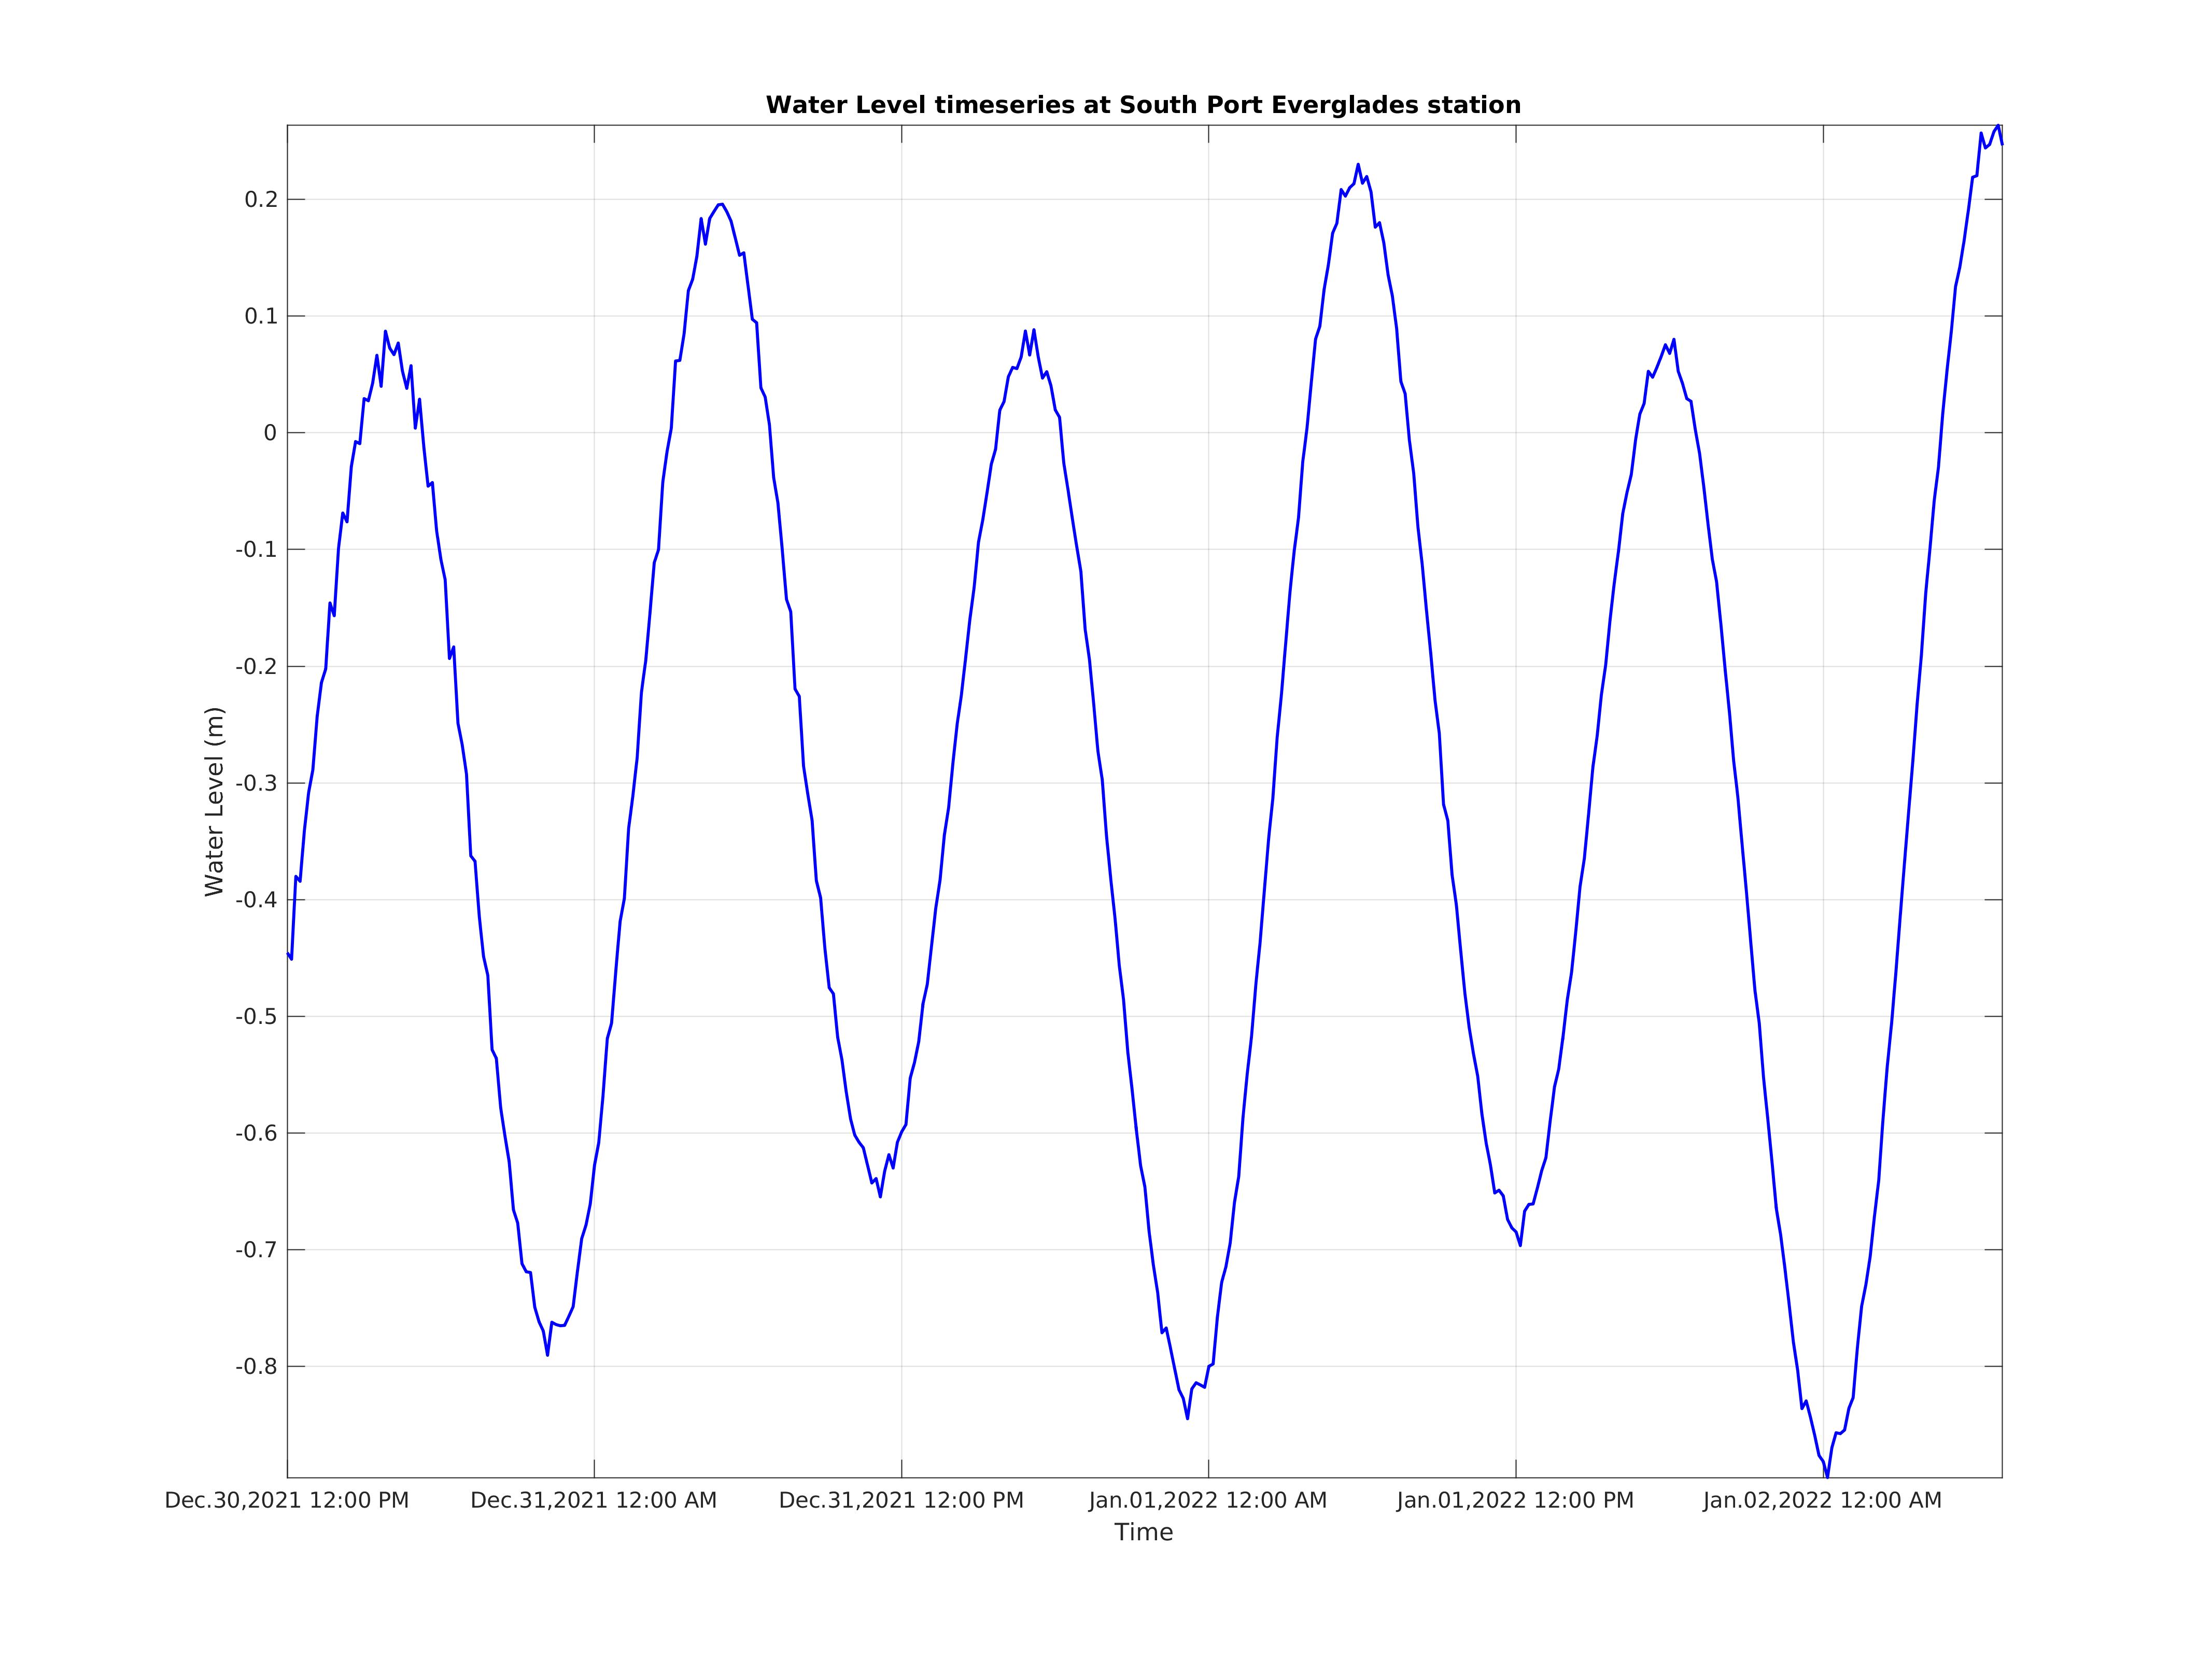 Water Level timeseries at South Port Everglades station
0.2
0.1
0
-0.1
-0.2
-0.3
-0.4
-0.5
-0.6
-0.7
-0.8
Water Level (m)
Dec.30,2021 12:00 PM
Dec.31,2021 12:00 AM
Dec.31,2021 12:00 PM
Jan.01,2022 12:00 AM
Jan.01,2022 12:00 PM
Jan.02,2022 12:00 AM
Time